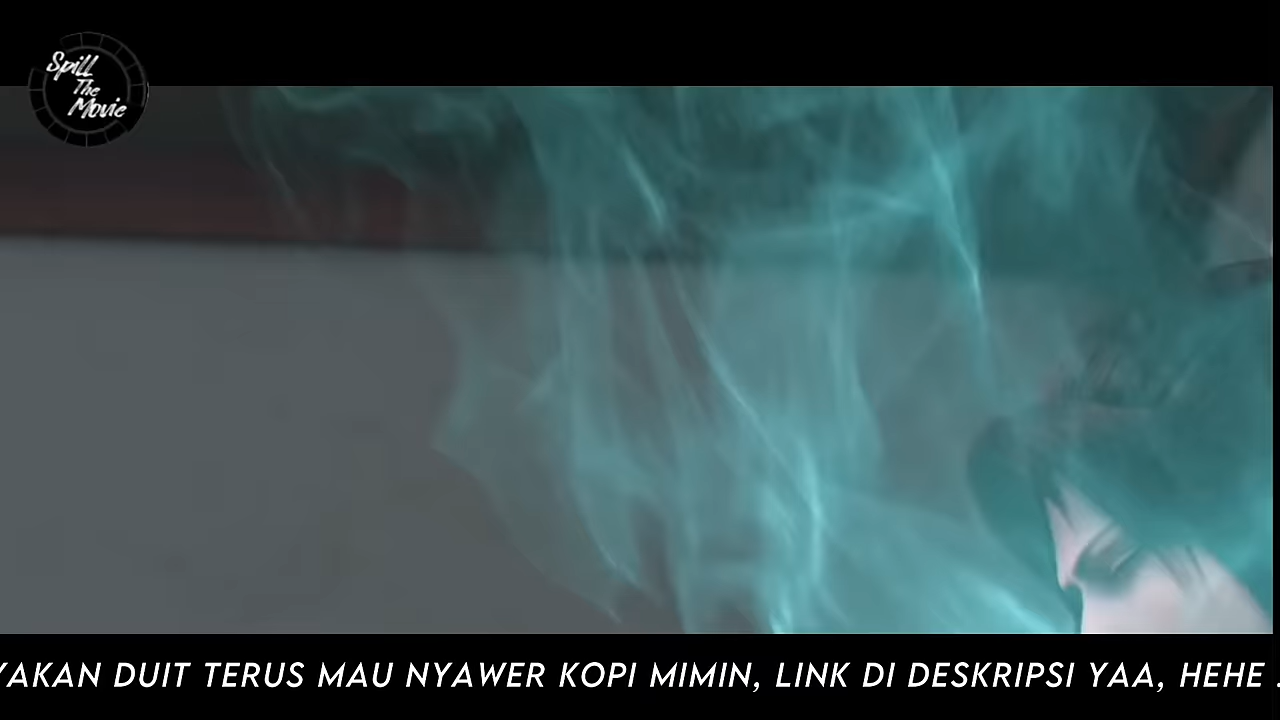 Spill
The
Movie
YAKAN DUIT TERUS MAU NYAWER KOPI MIMIN, LINK DI DESKRIPSI YAA, HEHE .